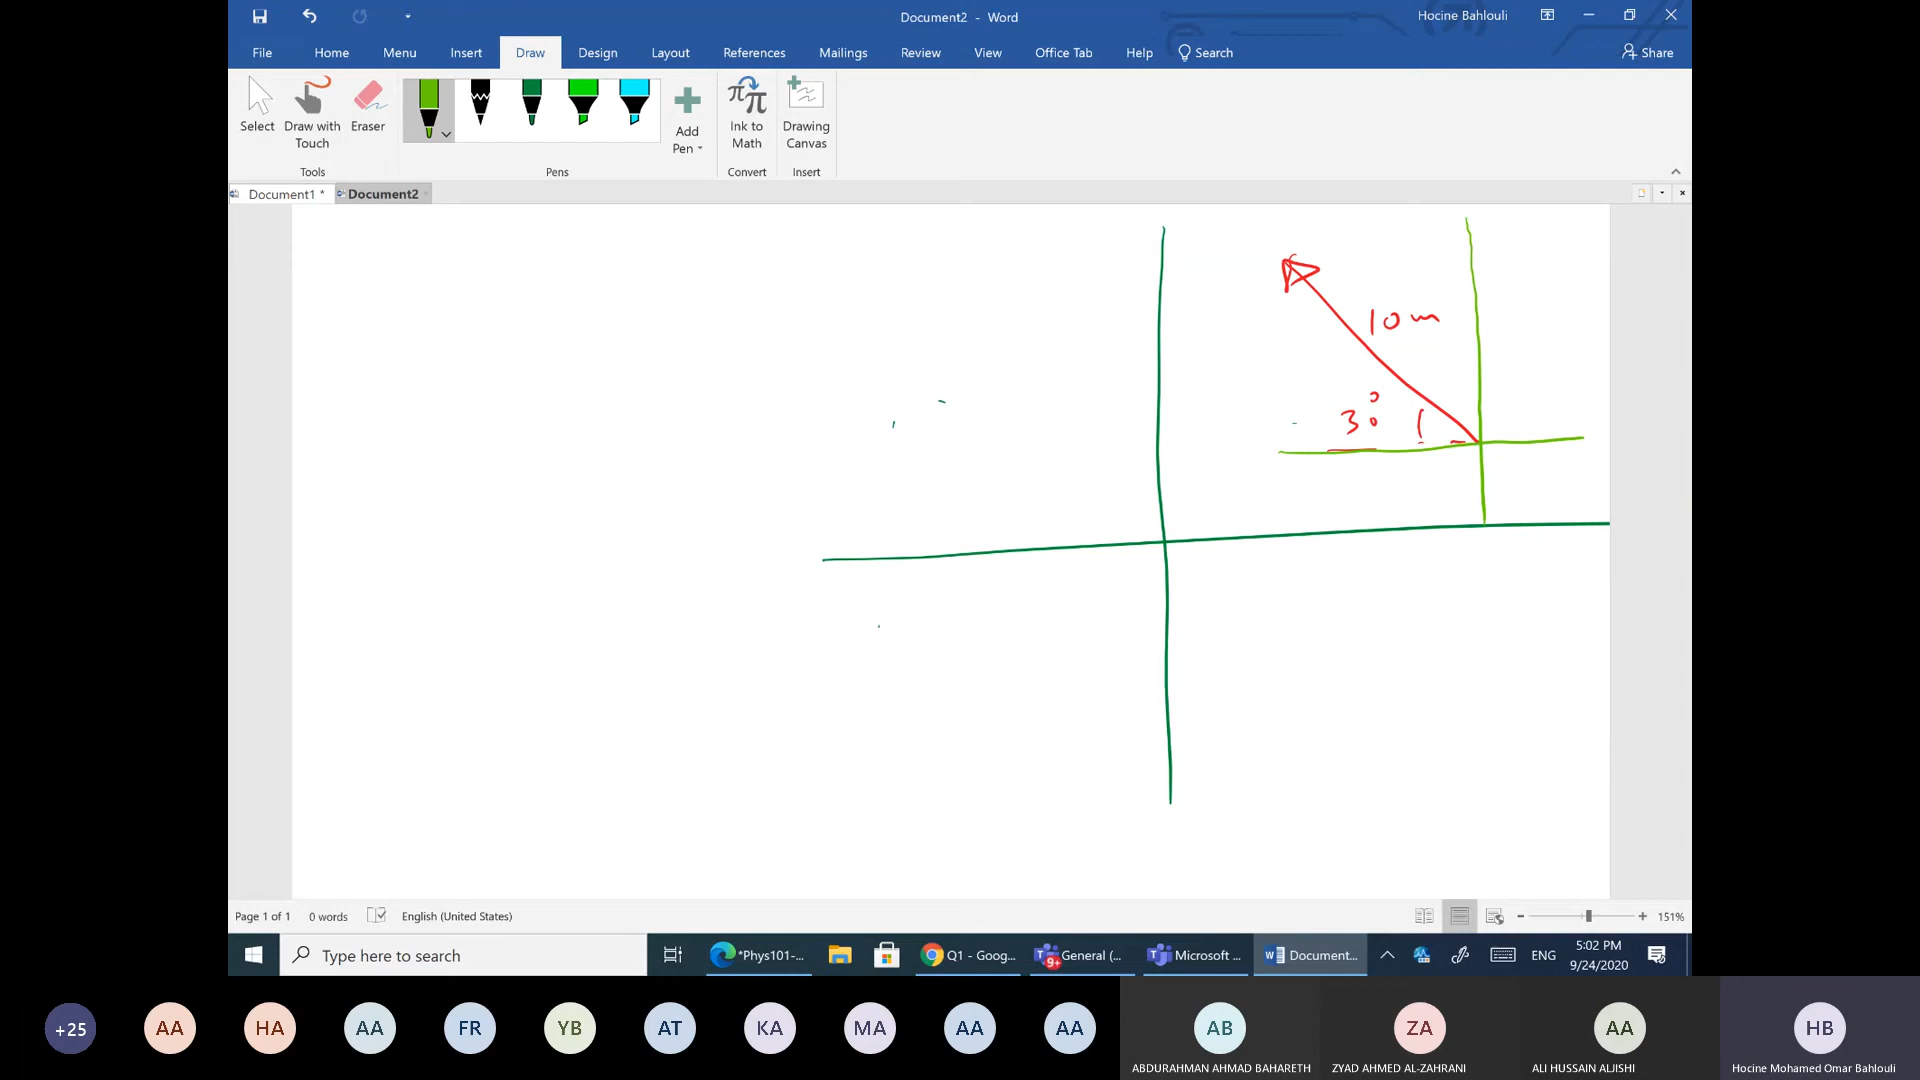 Document2 - Word
Hocine Bahlouli
File Home Menu Insert Draw Design Layout References Mailings Review View Office Tab Help Search Share
Select
Draw with Touch
Eraser
Add Pen
Ink to Math
Drawing Canvas
Tools Pens Convert Insert
Document1 * Document2
10 m
30°
Page 1 of 1 0 words English (United States) 151%
Type here to search
*Phys101-...
Q1 - Goog...
General (...
Microsoft ...
Document...
ENG
5:02 PM
9/24/2020
+25 AA HA AA FR YB AT KA MA AA AA AB ZA AA HB
ABDURAHMAN AHMAD BAHARETH
ZYAD AHMED AL-ZAHRANI
ALI HUSSAIN ALJISHI
Hocine Mohamed Omar Bahlouli